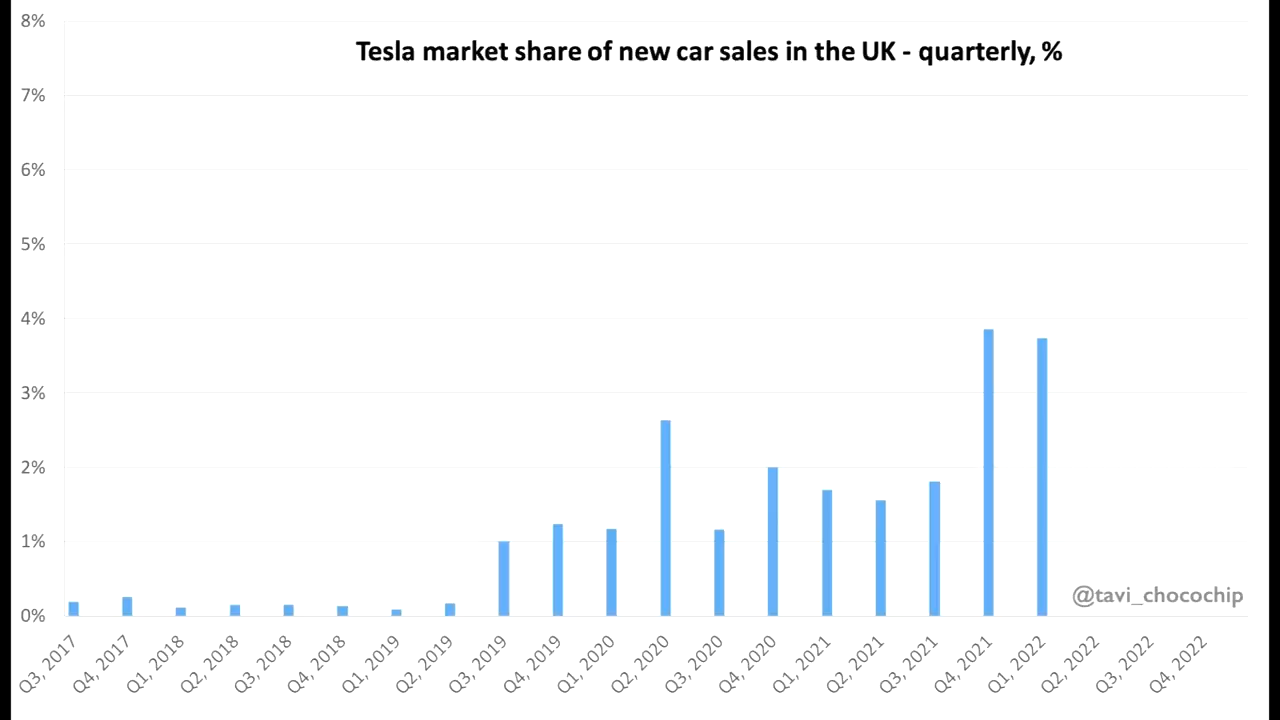 Tesla market share of new car sales in the UK - quarterly, %
8%
7%
6%
5%
4%
3%
2%
1%
0%
@tavi_chocochip
Q3, 2017
Q4, 2017
Q1, 2018
Q2, 2018
Q3, 2018
Q4, 2018
Q1, 2019
Q2, 2019
Q3, 2019
Q4, 2019
Q1, 2020
Q2, 2020
Q3, 2020
Q4, 2020
Q1, 2021
Q2, 2021
Q3, 2021
Q4, 2021
Q1, 2022
Q2, 2022
Q3, 2022
Q4, 2022